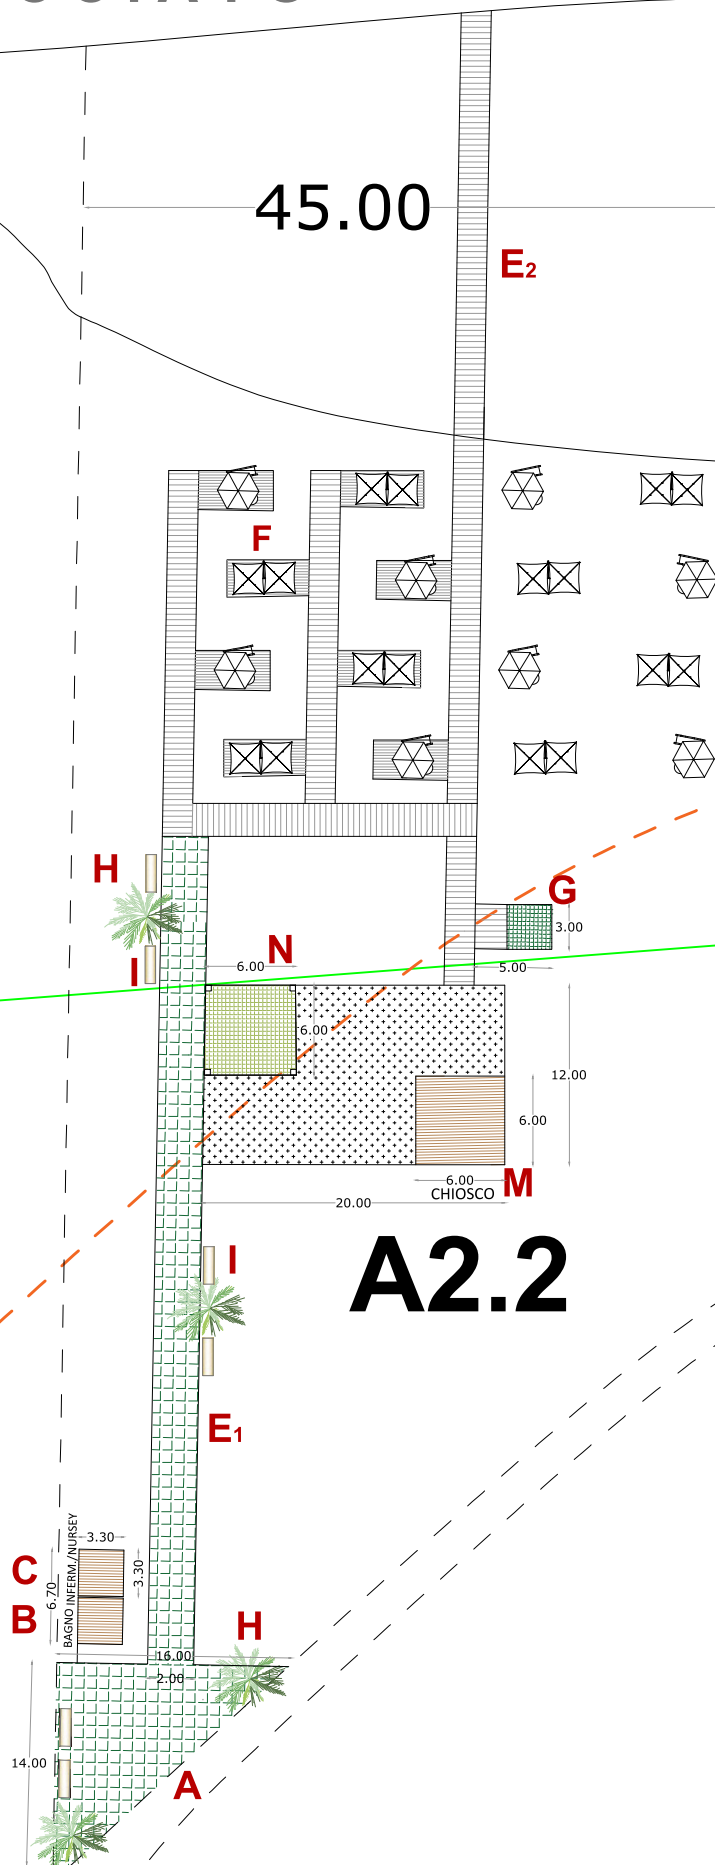 45.00
E2
F
H
G
3.00
N
6.00
I
5.00
6.00
12.00
6.00
6.00
M
CHIOSCO
20.00
A2.2
I
E1
3.30
C
3.30
6.70
BAGNO INFERM./NURSEY
B
H
16.00
2.00
14.00
A